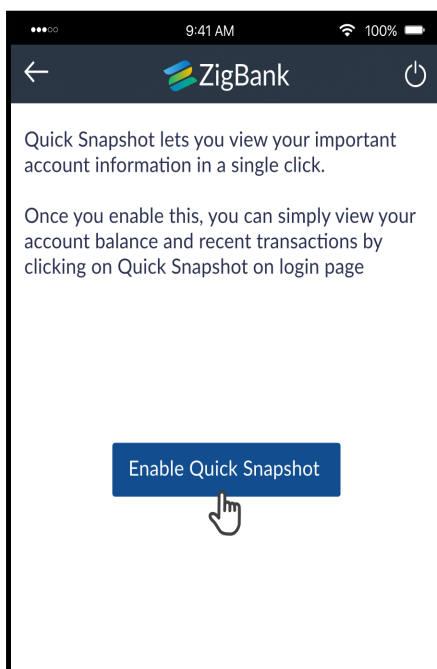 9:41 AM
100%
ZigBank
Quick Snapshot lets you view your important
account information in a single click.
Once you enable this, you can simply view your
account balance and recent transactions by
clicking on Quick Snapshot on login page
Enable Quick Snapshot